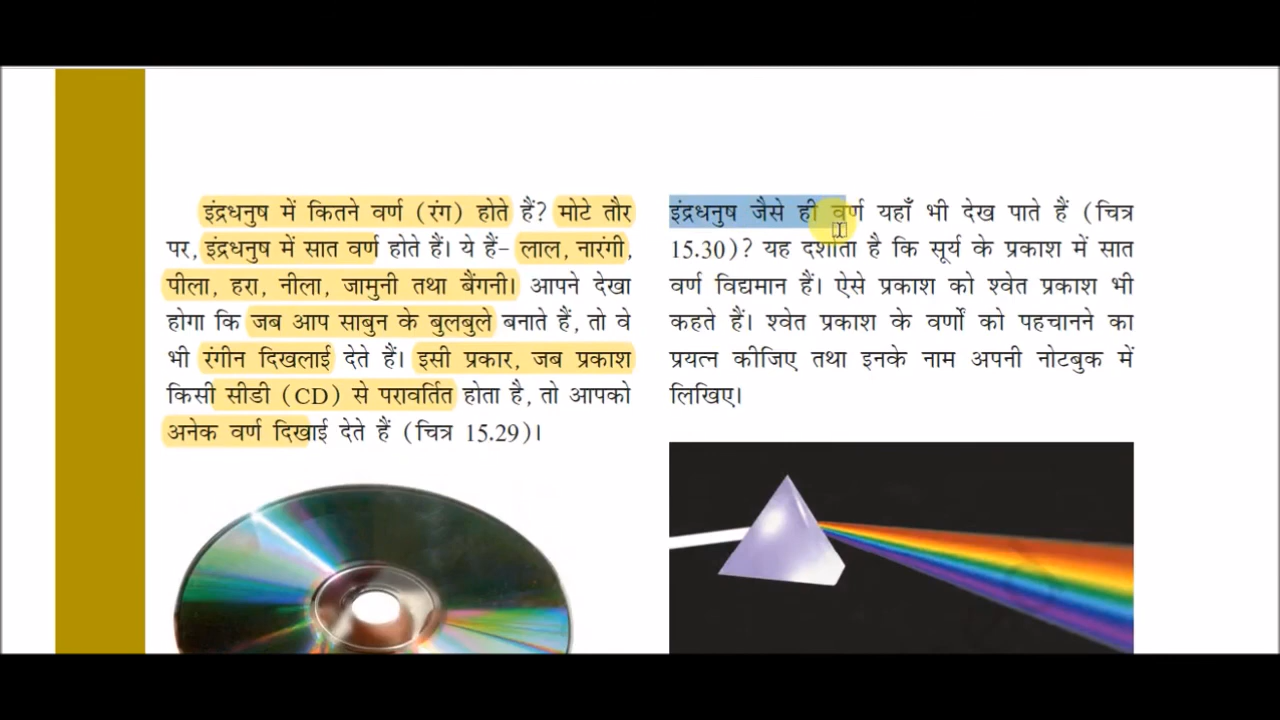 इंद्रधनुष में कितने वर्ण (रंग) होते हैं? मोटे तौर
पर, इंद्रधनुष में सात वर्ण होते हैं। ये हैं- लाल, नारंगी,
पीला, हरा, नीला, जामुनी तथा बैंगनी। आपने देखा
होगा कि जब आप साबुन के बुलबुले बनाते हैं, तो वे
भी रंगीन दिखलाई देते हैं। इसी प्रकार, जब प्रकाश
किसी सीडी (CD) से परावर्तित होता है, तो आपको
अनेक वर्ण दिखाई देते हैं (चित्र 15.29)।
इंद्रधनुष जैसे ही वर्ण यहाँ भी देख पाते हैं (चित्र
15.30)? यह दर्शाता है कि सूर्य के प्रकाश में सात
वर्ण विद्यमान हैं। ऐसे प्रकाश को श्वेत प्रकाश भी
कहते हैं। श्वेत प्रकाश के वर्णों को पहचानने का
प्रयत्न कीजिए तथा इनके नाम अपनी नोटबुक में
लिखिए।